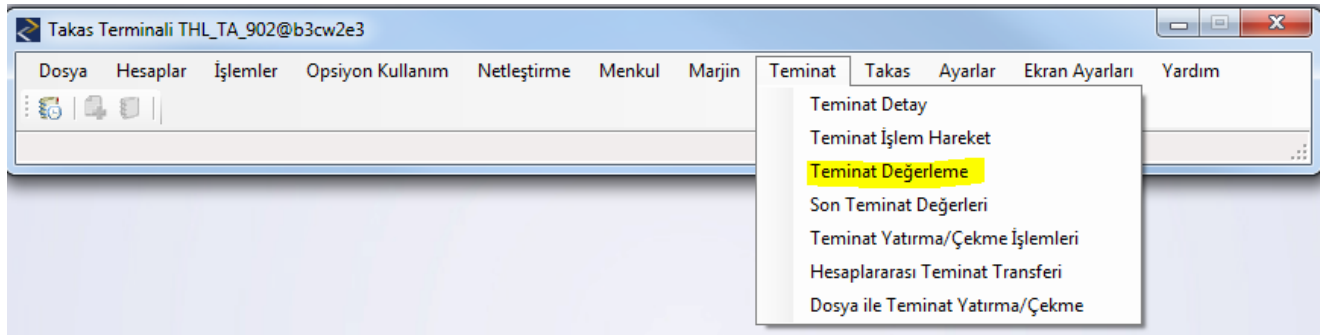 Takas Terminali THL_TA_902@b3cw2e3
Dosya Hesaplar İşlemler Opsiyon Kullanım Netleştirme Menkul Marjin Teminat Takas Ayarlar Ekran Ayarları Yardım
Teminat Detay
Teminat İşlem Hareket
Teminat Değerleme
Son Teminat Değerleri
Teminat Yatırma/Çekme İşlemleri
Hesaplararası Teminat Transferi
Dosya ile Teminat Yatırma/Çekme